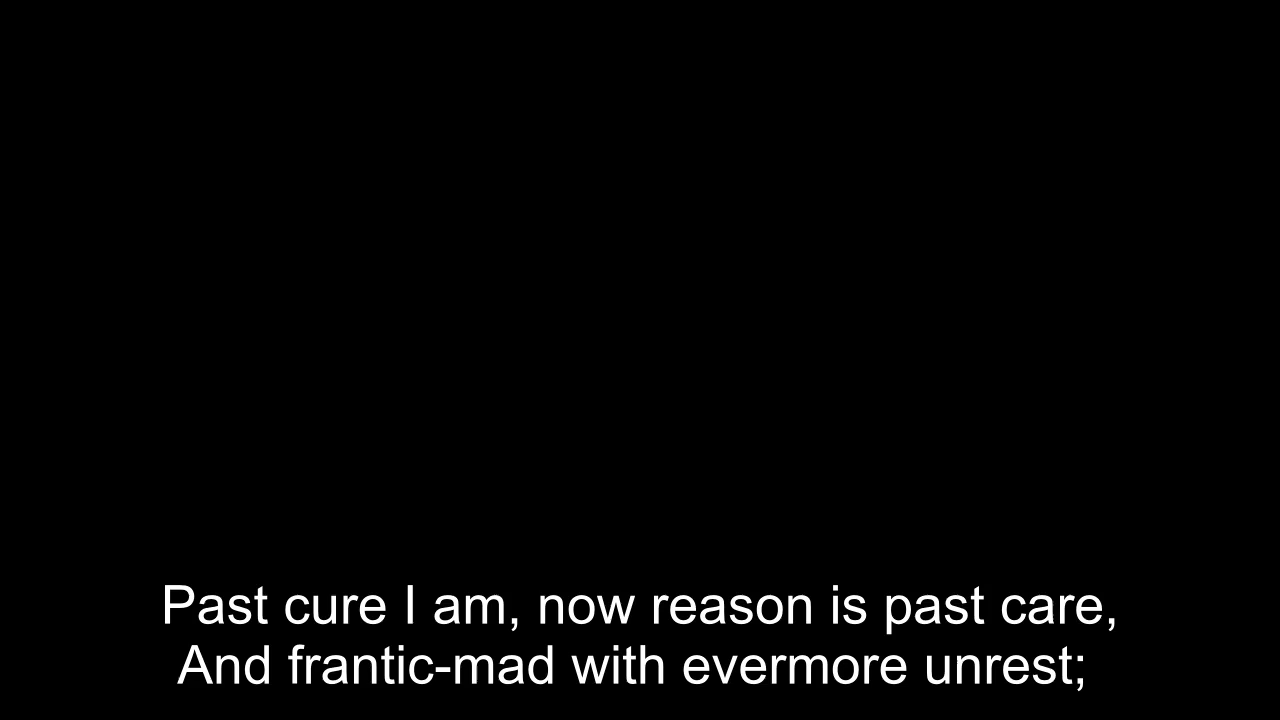 Past cure I am, now reason is past care,
And frantic-mad with evermore unrest;